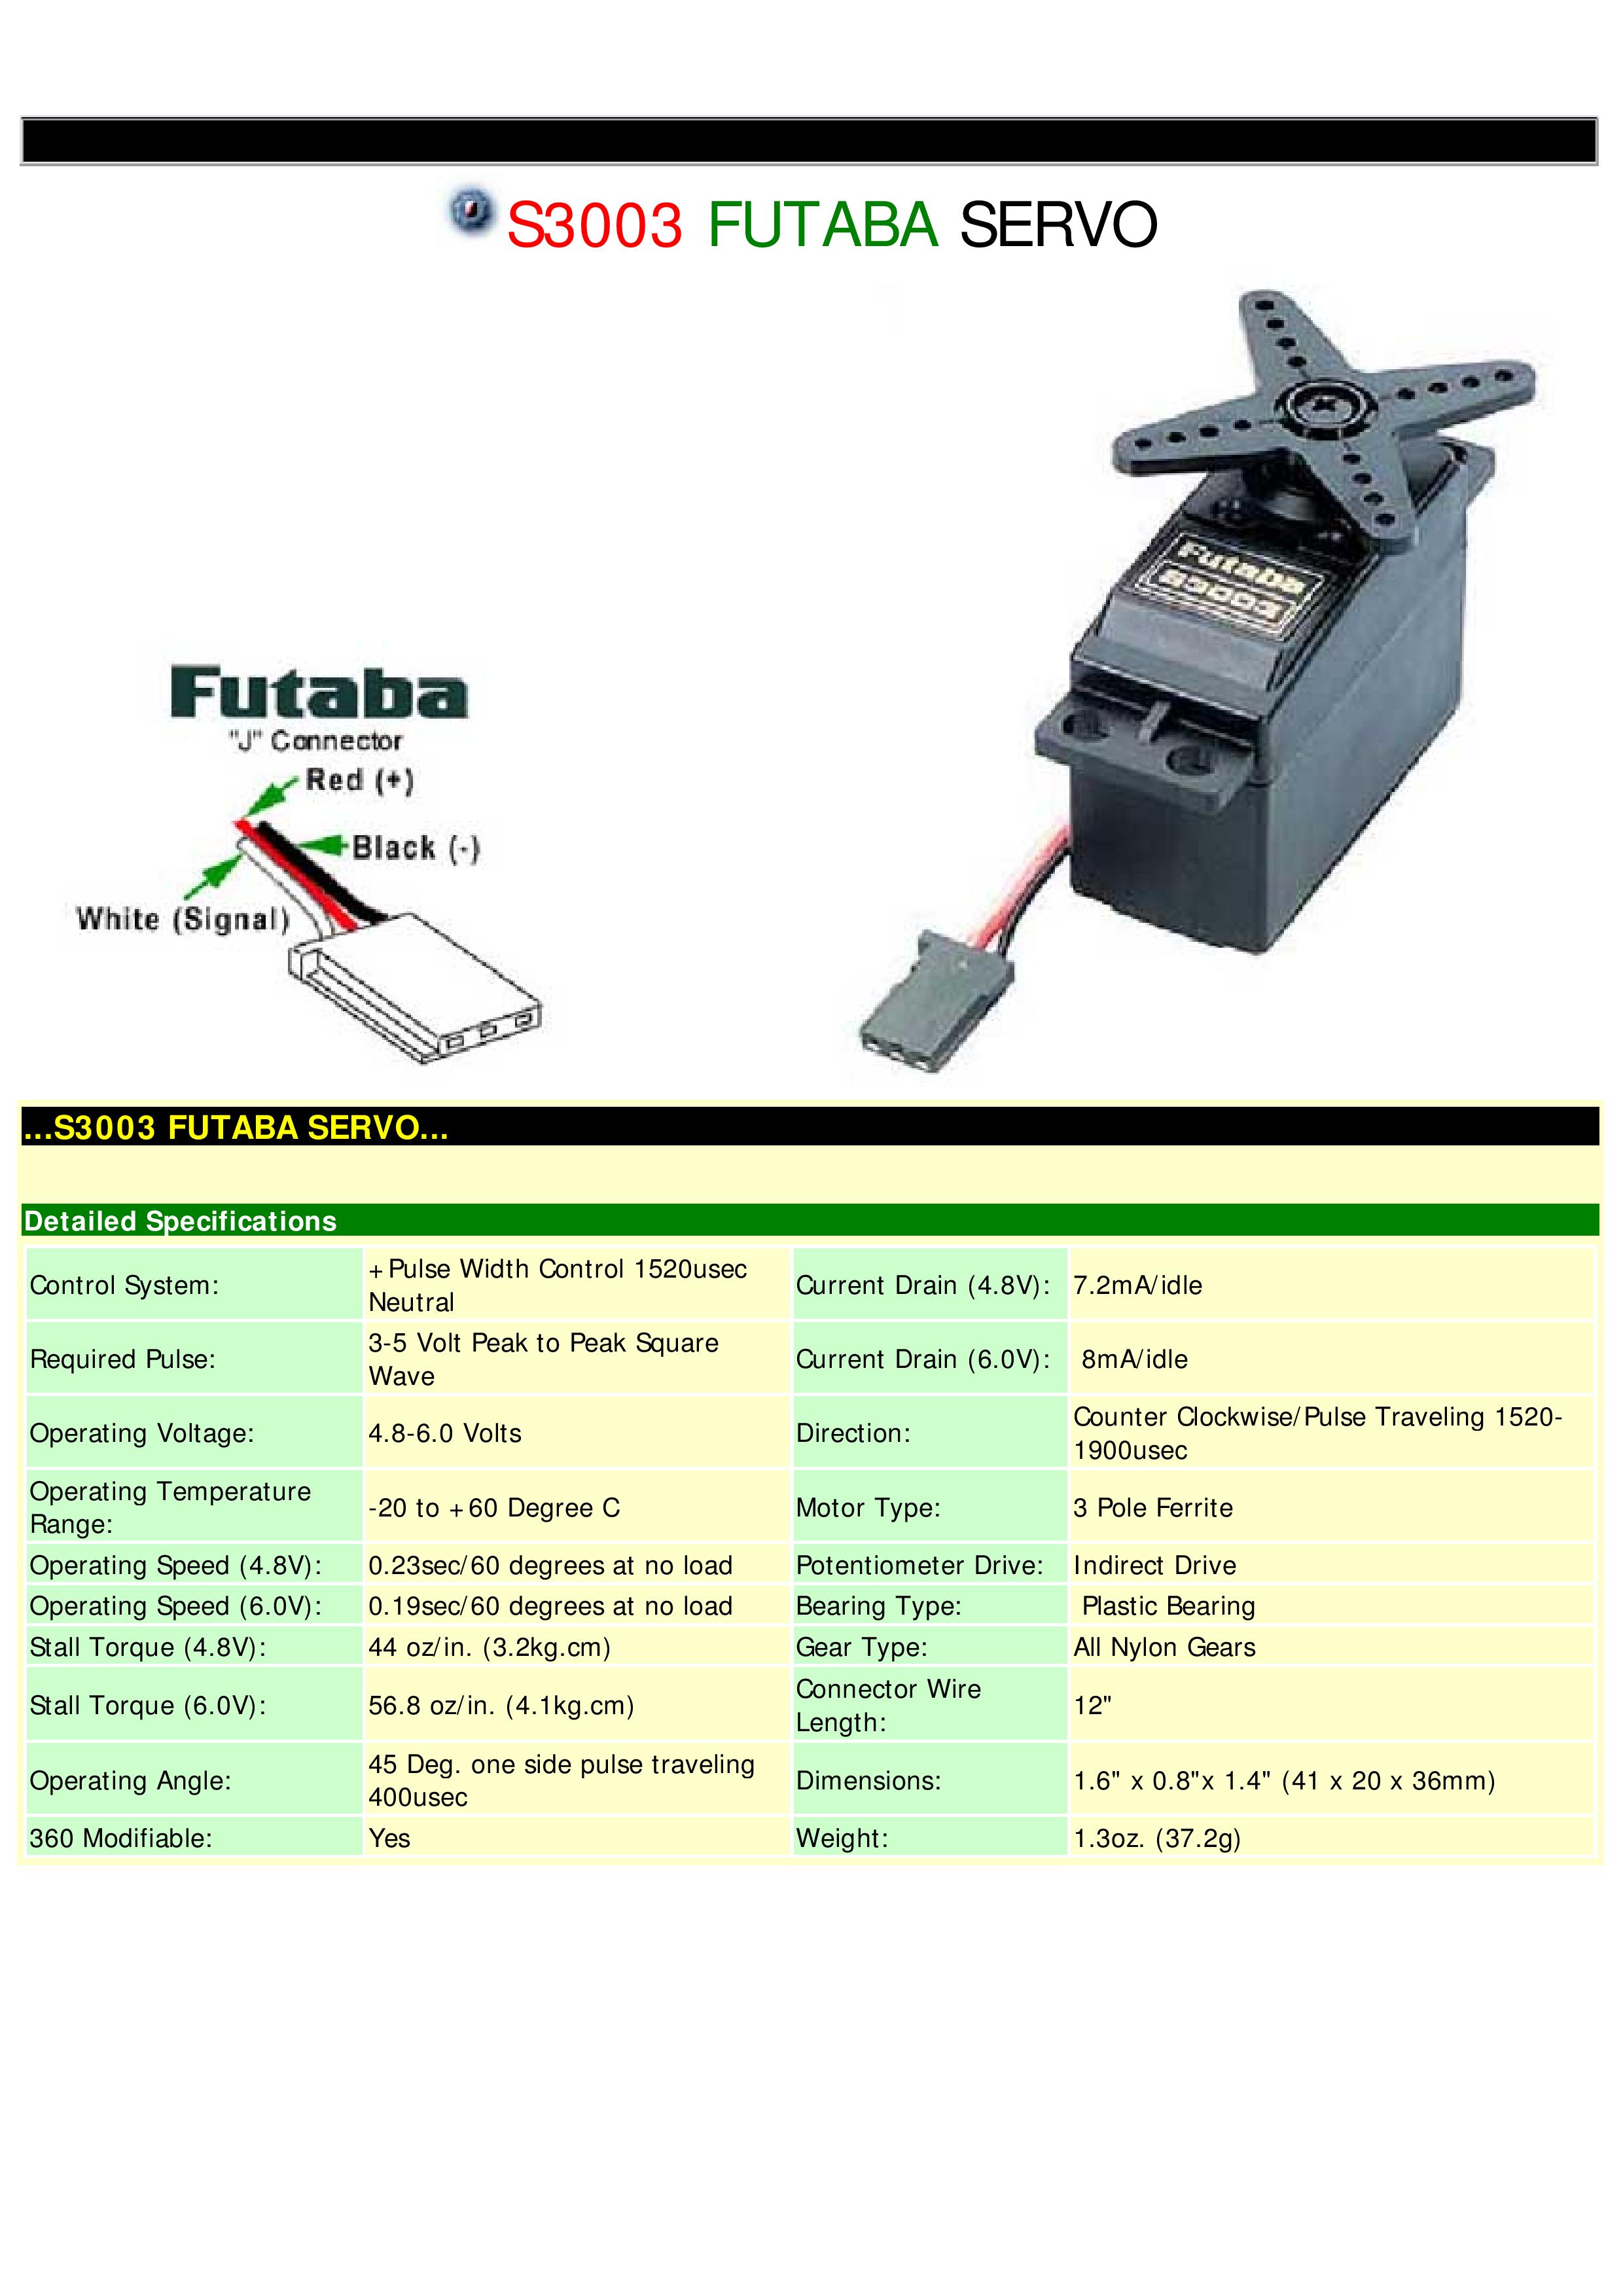 S3003 FUTABA SERVO
Futaba
S3003
Futaba
"J" Connector
Red (+)
Black (-)
White (Signal)
...S3003 FUTABA SERVO...
Detailed Specifications
Control System:
+Pulse Width Control 1520usec
Neutral
Current Drain (4.8V):
7.2mA/idle
Required Pulse:
3-5 Volt Peak to Peak Square
Wave
Current Drain (6.0V):
8mA/idle
Operating Voltage:
4.8-6.0 Volts
Direction:
Counter Clockwise/Pulse Traveling 1520-
1900usec
Operating Temperature
Range:
-20 to +60 Degree C
Motor Type:
3 Pole Ferrite
Operating Speed (4.8V):
0.23sec/60 degrees at no load
Potentiometer Drive:
Indirect Drive
Operating Speed (6.0V):
0.19sec/60 degrees at no load
Bearing Type:
Plastic Bearing
Stall Torque (4.8V):
44 oz/in. (3.2kg.cm)
Gear Type:
All Nylon Gears
Stall Torque (6.0V):
56.8 oz/in. (4.1kg.cm)
Connector Wire
Length:
12"
Operating Angle:
45 Deg. one side pulse traveling
400usec
Dimensions:
1.6" x 0.8"x 1.4" (41 x 20 x 36mm)
360 Modifiable:
Yes
Weight:
1.3oz. (37.2g)